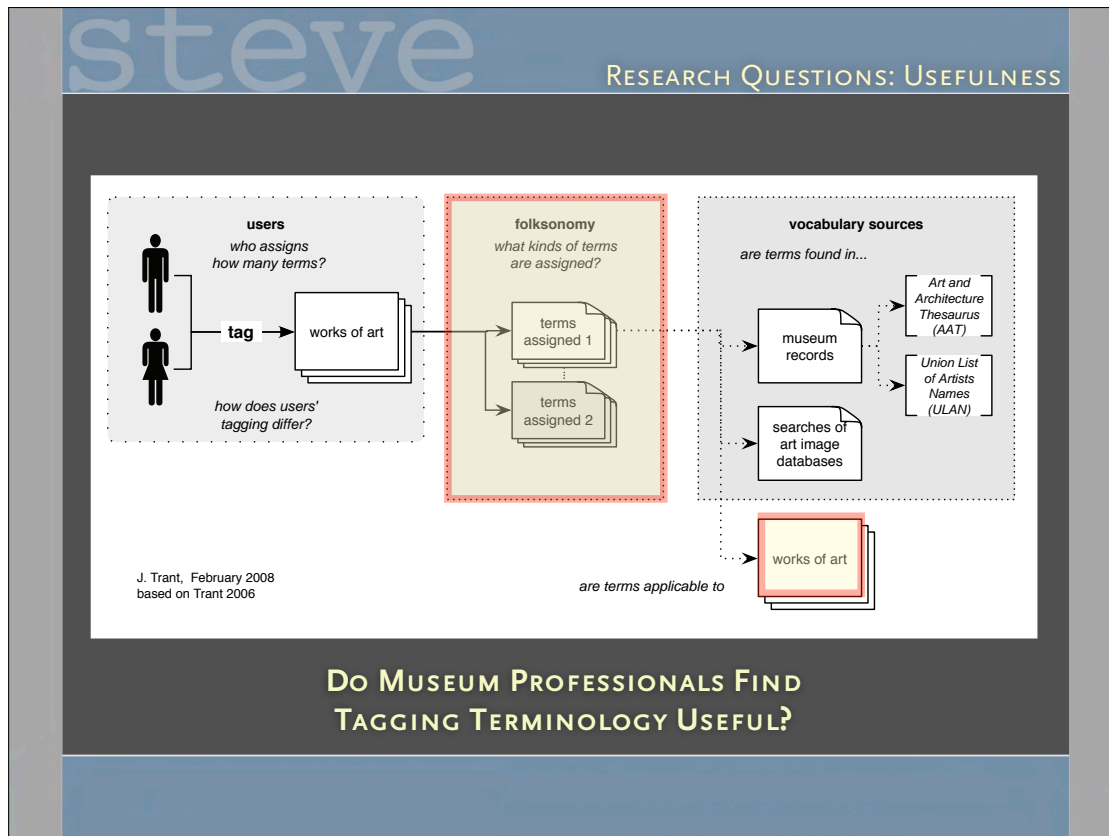 steve
Research Questions: Usefulness
users
who assigns
how many terms?
tag
works of art
how does users'
tagging differ?
folksonomy
what kinds of terms
are assigned?
terms
assigned 1
terms
assigned 2
vocabulary sources
are terms found in...
museum
records
Art and
Architecture
Thesaurus
(AAT)
Union List
of Artists
Names
(ULAN)
searches of
art image
databases
are terms applicable to
works of art
J. Trant, February 2008
based on Trant 2006
Do Museum Professionals Find
Tagging Terminology Useful?